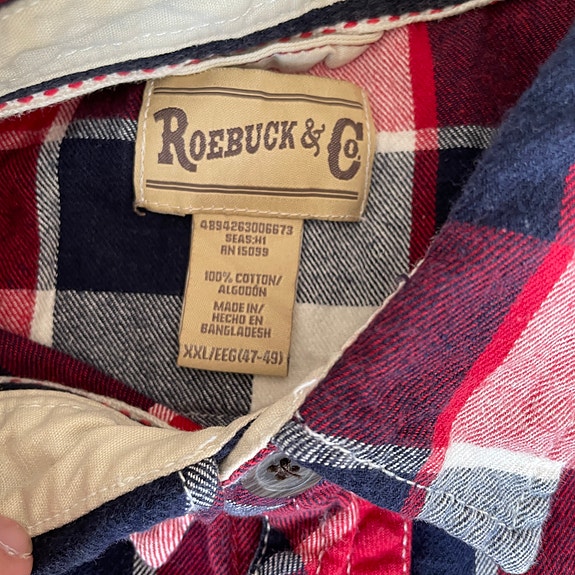 ROEBUCK & Co.
4894263006673
SEAS:H1
RN 15099
100% COTTON/
ALGODÓN
MADE IN/
HECHO EN
BANGLADESH
XXL/EEG(47-49)